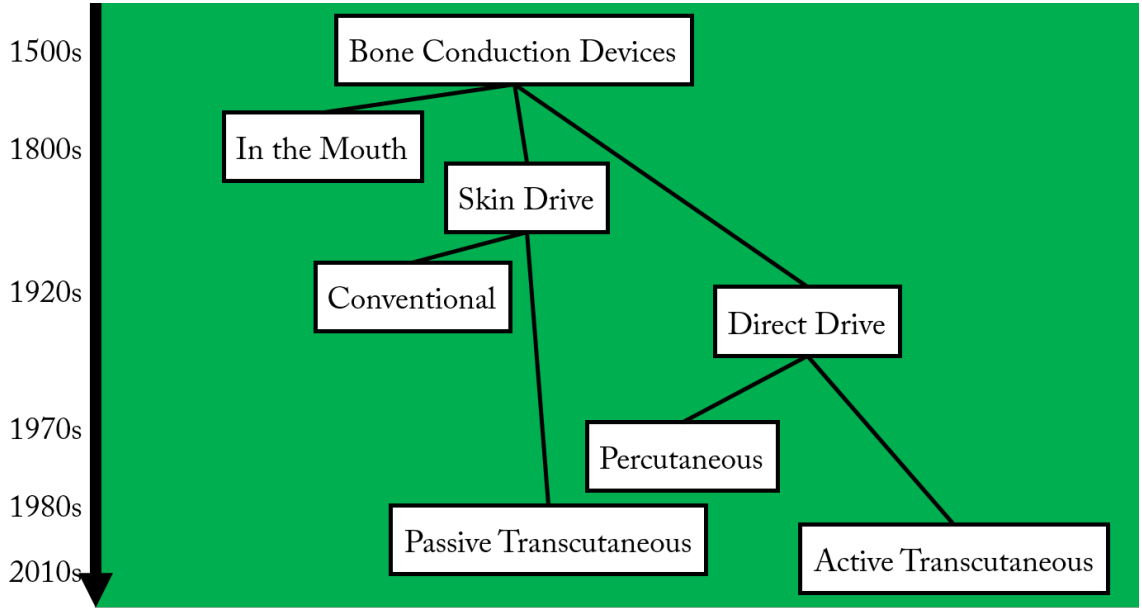 1500s
Bone Conduction Devices
In the Mouth
1800s
Skin Drive
Conventional
1920s
Direct Drive
1970s
Percutaneous
1980s
Passive Transcutaneous
Active Transcutaneous
2010s